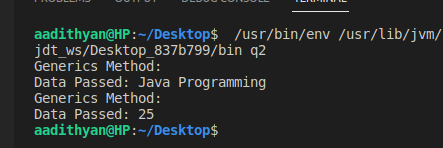 TERMINAL
aadithyan@HP:~/Desktop$ /usr/bin/env /usr/lib/jvm/
jdt_ws/Desktop_837b799/bin q2
Generics Method:
Data Passed: Java Programming
Generics Method:
Data Passed: 25
aadithyan@HP:~/Desktop$